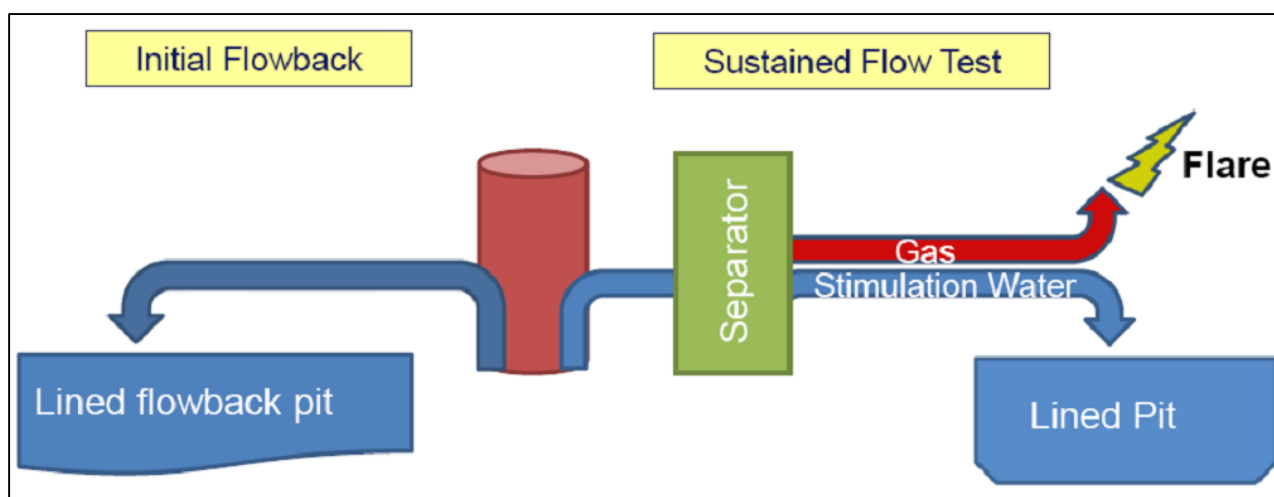 Initial Flowback
Sustained Flow Test
Flare
Separator
Gas
Stimulation Water
Lined flowback pit
Lined Pit